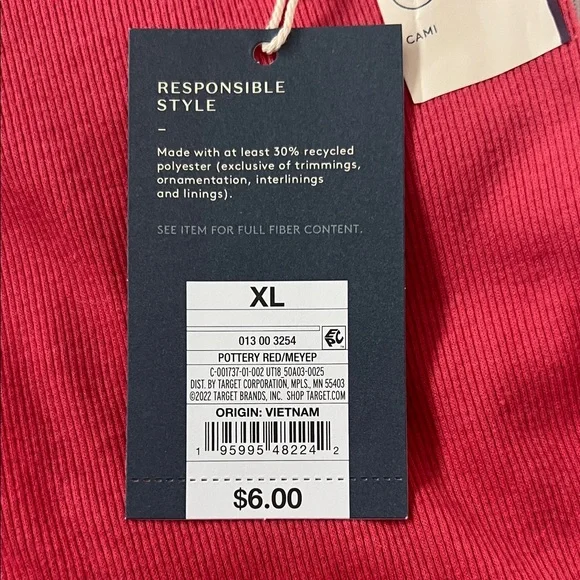 CAMI
RESPONSIBLE
STYLE
–
Made with at least 30% recycled
polyester (exclusive of trimmings,
ornamentation, interlinings
and linings).
SEE ITEM FOR FULL FIBER CONTENT.
XL
013 00 3254
POTTERY RED/MEYEP
C-001737-01-002 UT18 50A03-0025
DIST. BY TARGET CORPORATION, MPLS., MN 55403
©2022 TARGET BRANDS, INC. SHOP TARGET.COM
ORIGIN: VIETNAM
1 95995 48224 2
$6.00